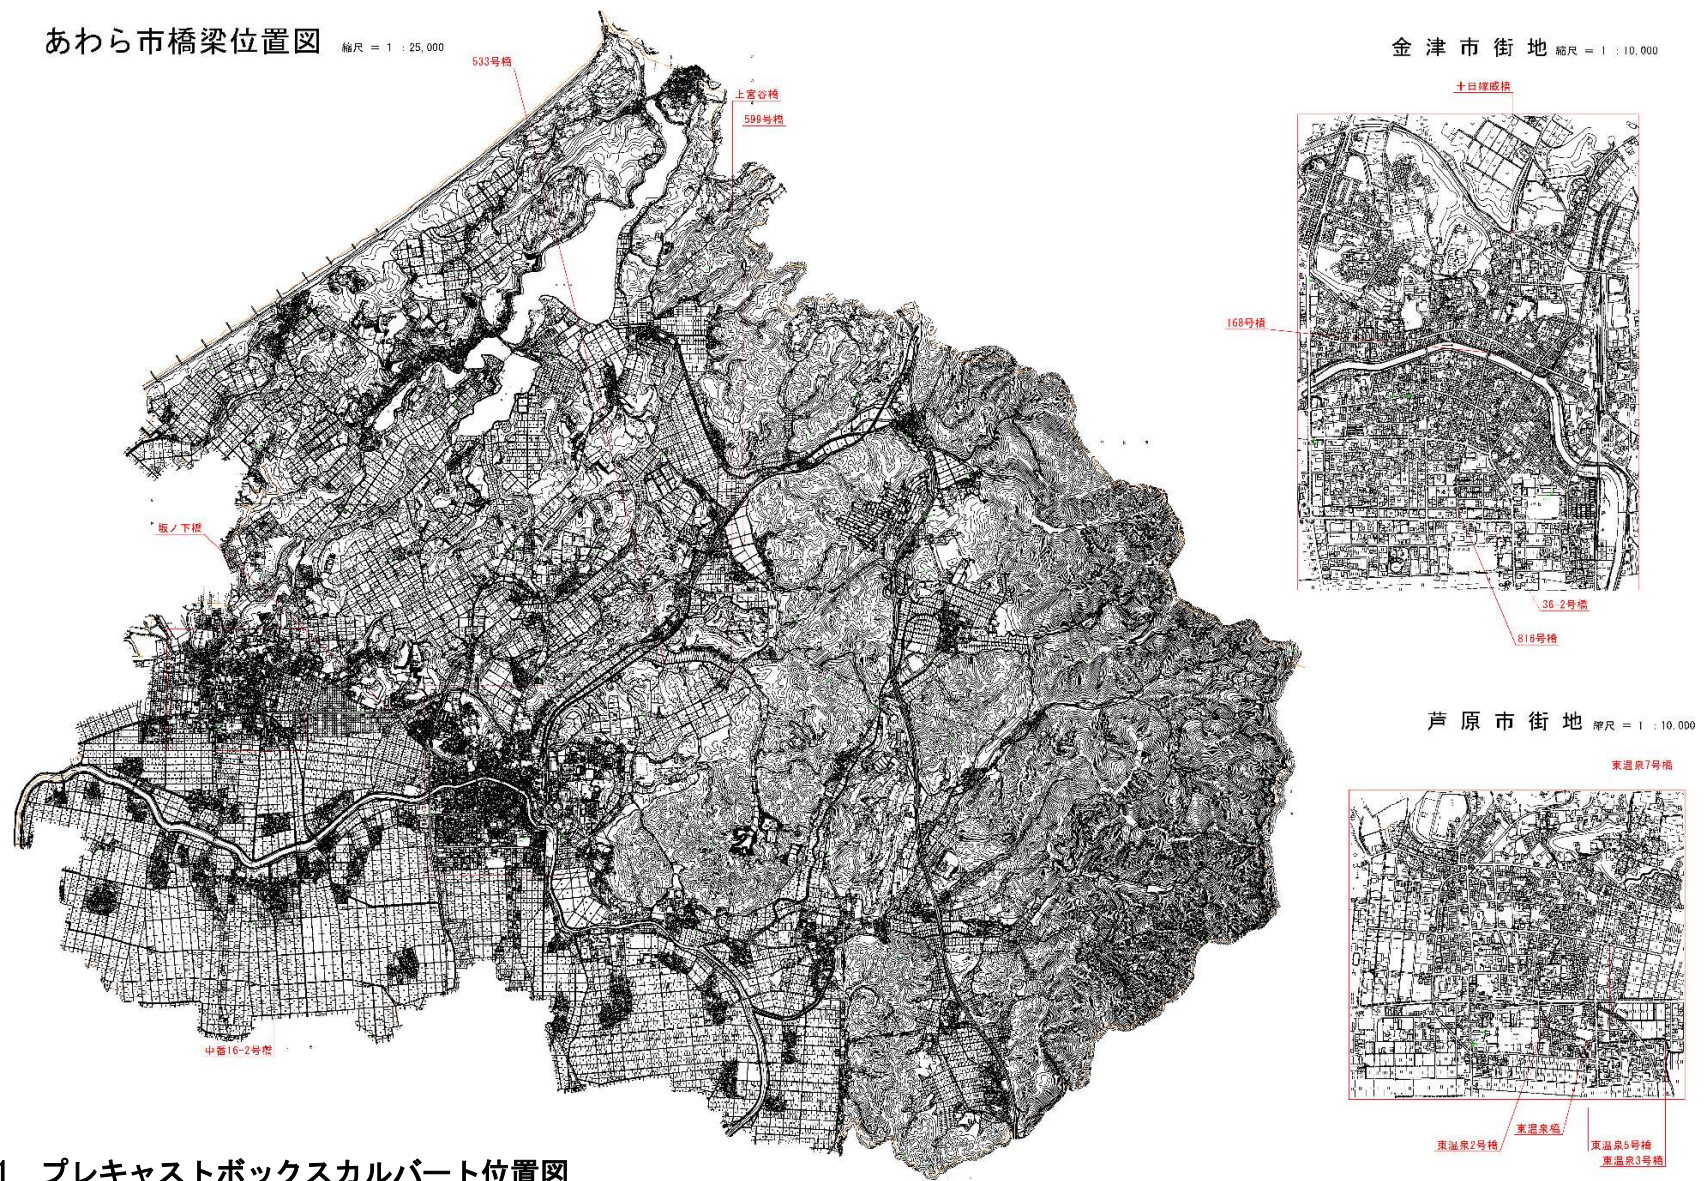 あわら市橋梁位置図 縮尺 = 1 : 25,000
533号橋
上宮谷橋
599号橋
坂ノ下橋
中番16-2号橋
金津市街地 縮尺 = 1 : 10,000
168号橋
36-2号橋
816号橋
芦原市街地 縮尺 = 1 : 10,000
東温泉7号橋
東温泉2号橋
東温泉橋
東温泉5号橋
東温泉3号橋
1 プレキャストボックスカルバート位置図